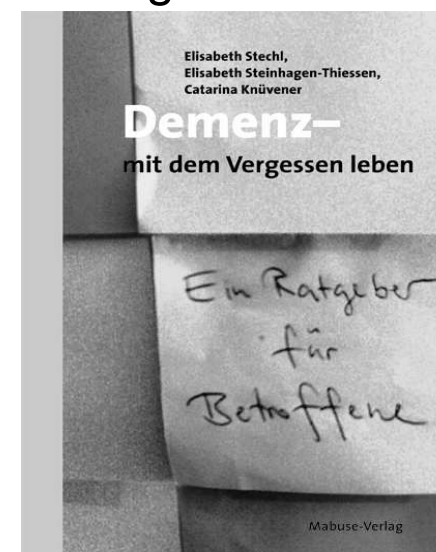 Elisabeth Stechl,
Elisabeth Steinhagen-Thiessen,
Catarina Knüvener
Demenz–
mit dem Vergessen leben
Ein Ratgeber
für
Betroffene
Mabuse-Verlag